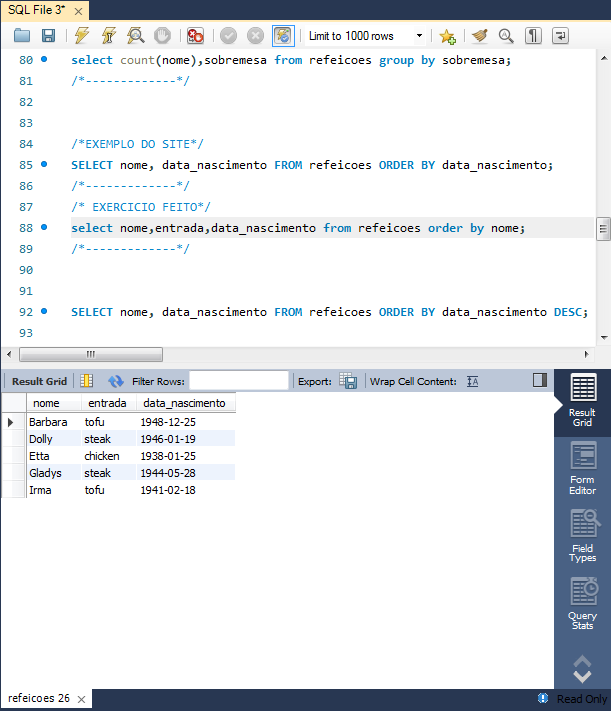 SQL File 3*
Limit to 1000 rows
80 select count(nome),sobremesa from refeicoes group by sobremesa;
81 /*-------------*/
82
83
84 /*EXEMPLO DO SITE*/
85 SELECT nome, data_nascimento FROM refeicoes ORDER BY data_nascimento;
86 /*-------------*/
87 /* EXERCICIO FEITO*/
88 select nome,entrada,data_nascimento from refeicoes order by nome;
89 /*-------------*/
90
91
92 SELECT nome, data_nascimento FROM refeicoes ORDER BY data_nascimento DESC;
93
Result Grid Filter Rows: Export: Wrap Cell Content: IA
nome entrada data_nascimento
Barbara tofu 1948-12-25
Dolly steak 1946-01-19
Etta chicken 1938-01-25
Gladys steak 1944-05-28
Irma tofu 1941-02-18
Result
Grid
Form
Editor
Field
Types
Query
Stats
refeicoes 26
Read Only